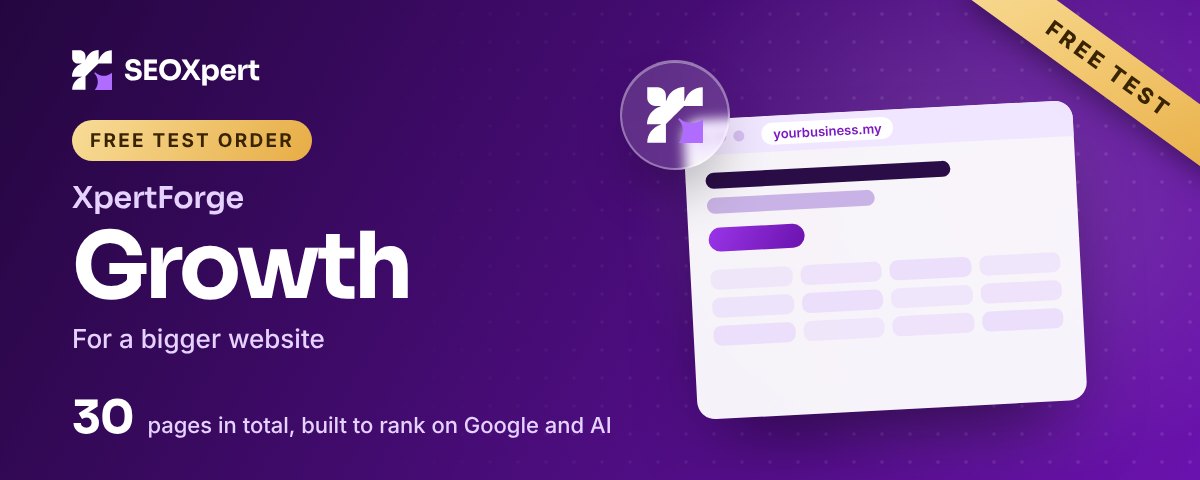 SEOXpert
FREE TEST ORDER
XpertForge
Growth
For a bigger website
30 pages in total, built to rank on Google and AI
yourbusiness.my
FREE TEST